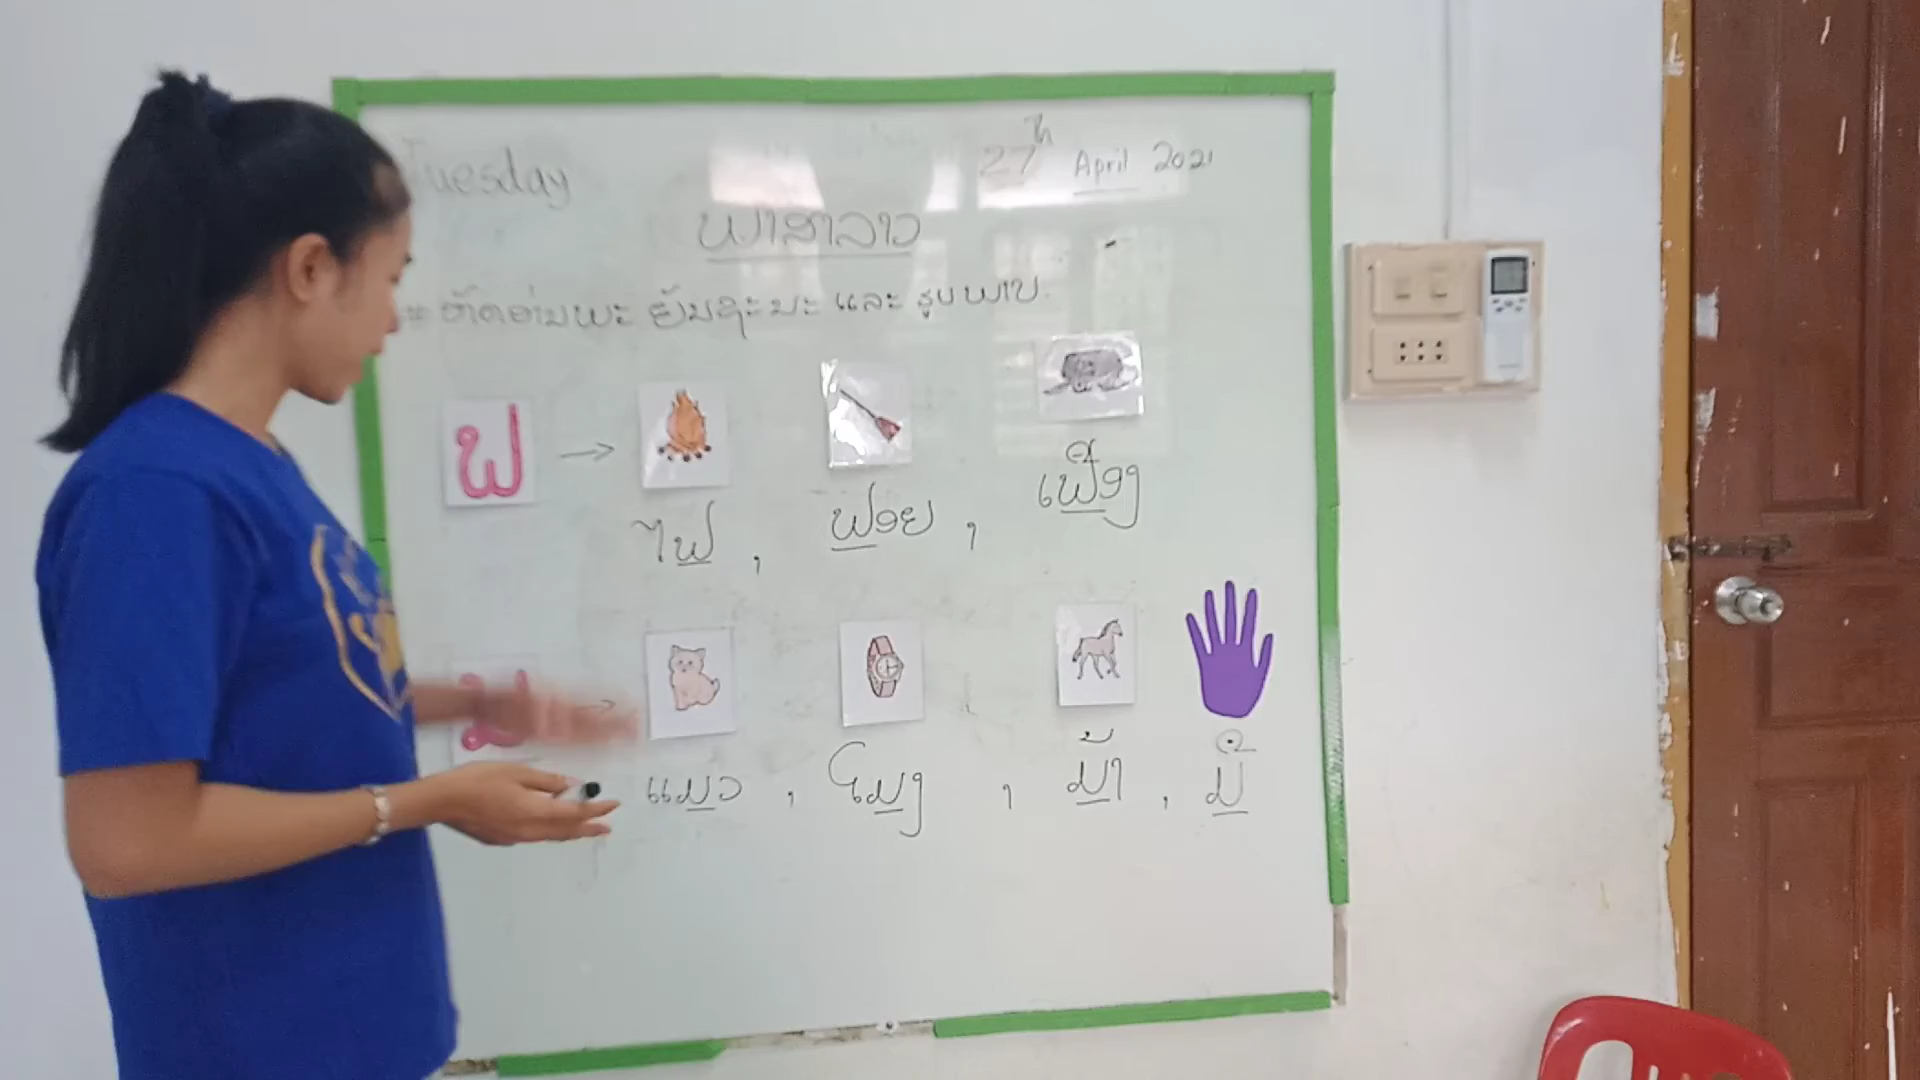 Tuesday 27th April 2021
ພາສາລາວ
# ຫັດອ່ານພະຍັນຊະນະ ແລະ ຮູບພາບ.
ຟ →
ໄຟ , ຟອຍ , ເຟືອງ
→
ແມວ , ໂມງ , ມ້າ , ມື